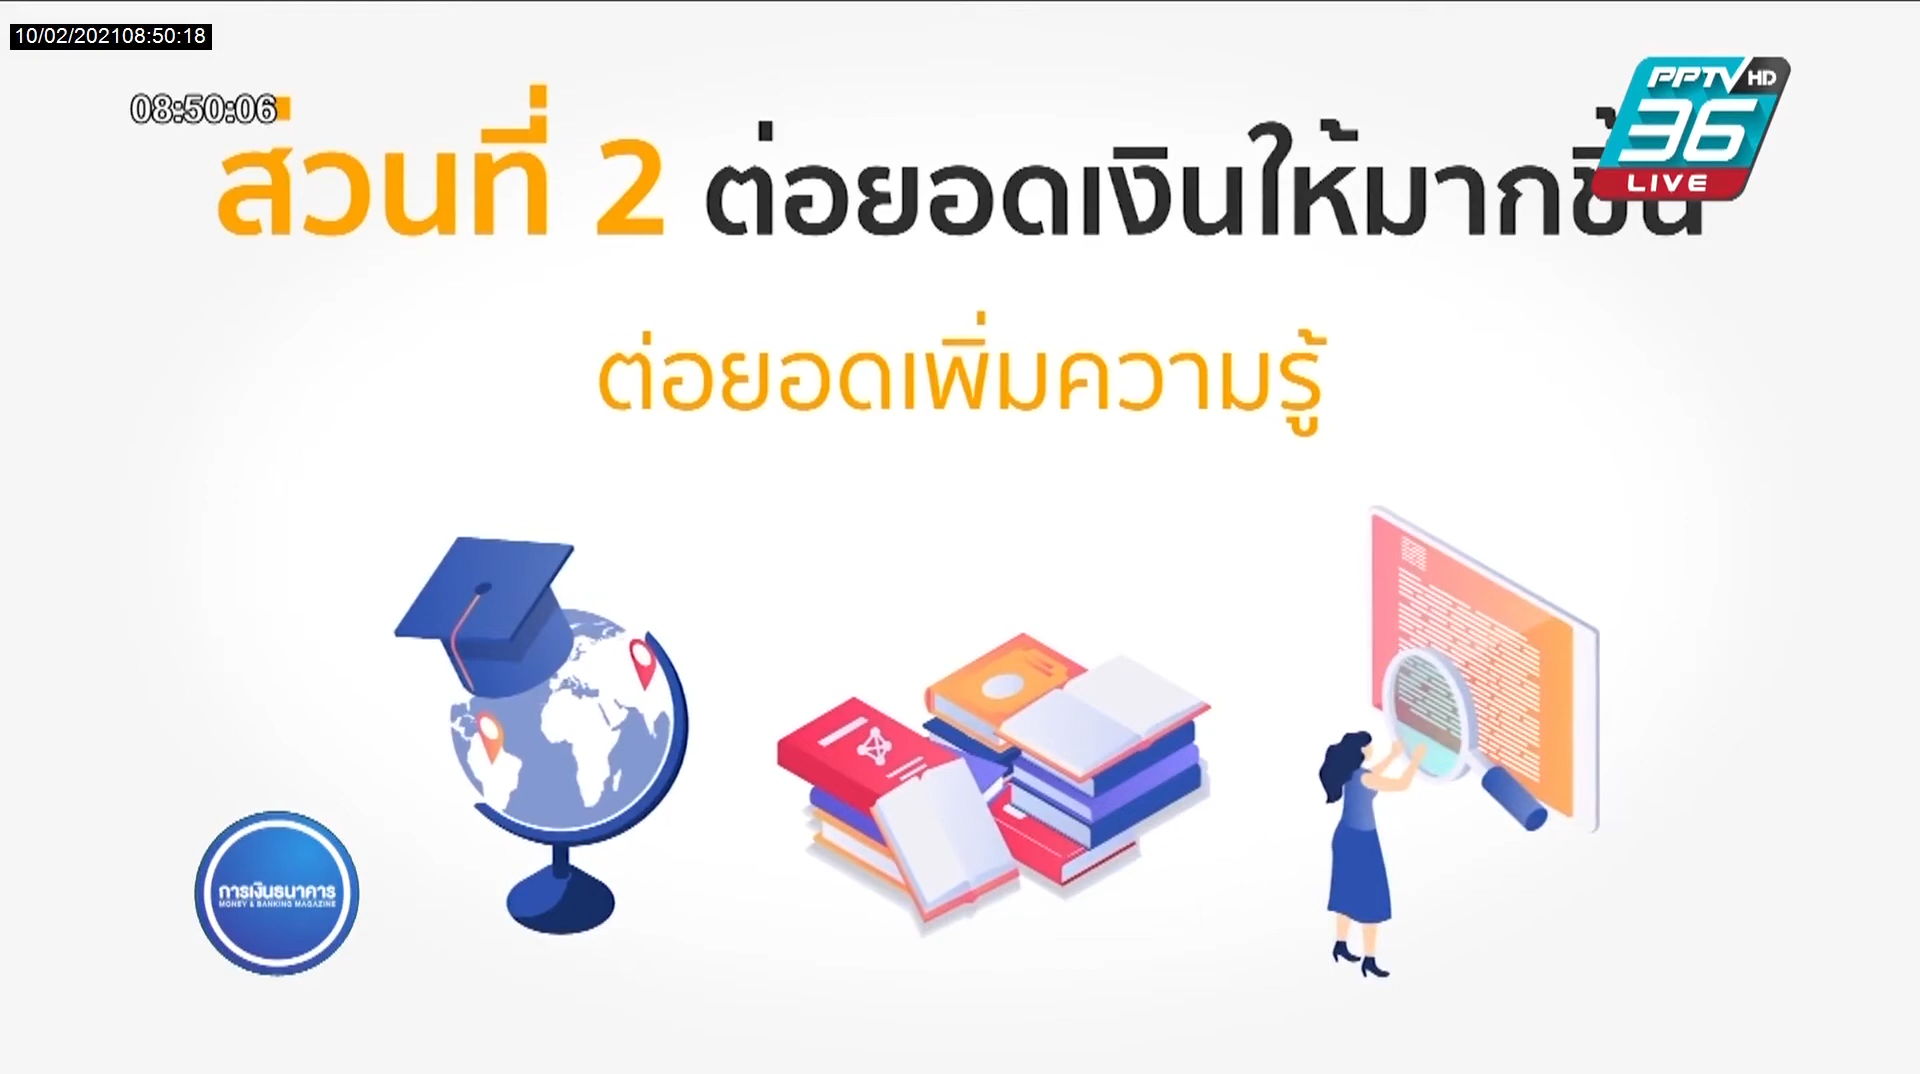 10/02/202108:50:18
08:50:06
PPTV HD
36
LIVE
ส่วนที่ 2 ต่อยอดเงินให้มากขึ้น
ต่อยอดเพิ่มความรู้
การเงินธนาคาร
MONEY & BANKING MAGAZINE